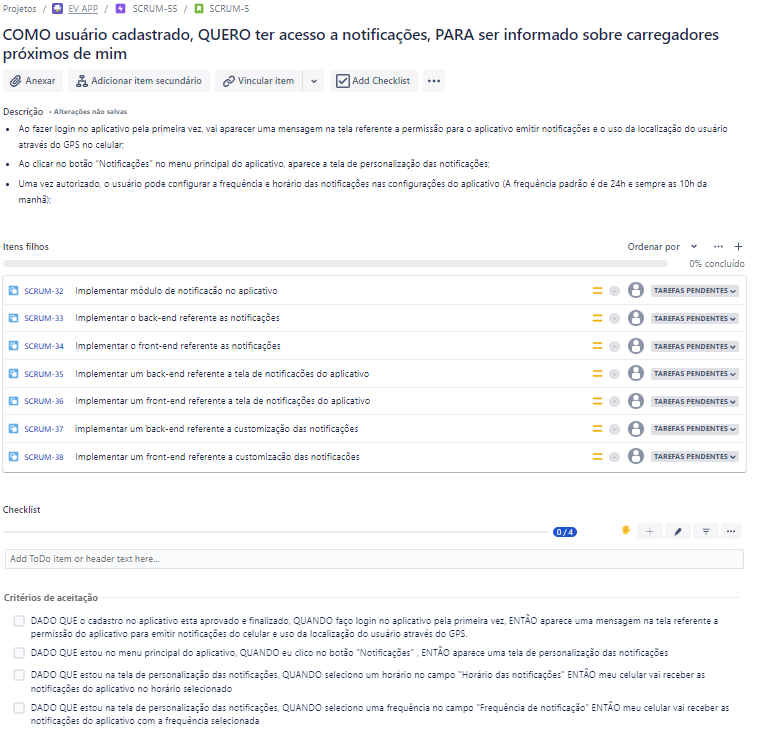 Projetos / EV APP / SCRUM-55 / SCRUM-5
COMO usuário cadastrado, QUERO ter acesso a notificações, PARA ser informado sobre carregadores
próximos de mim
Anexar Adicionar item secundário Vincular item Add Checklist
Descrição • Alterações não salvas
• Ao fazer login no aplicativo pela primeira vez, vai aparecer uma mensagem na tela referente a permissão para o aplicativo emitir notificações e o uso da localização do usuário
através do GPS no celular;
• Ao clicar no botão "Notificações" no menu principal do aplicativo, aparece a tela de personalização das notificações;
• Uma vez autorizado, o usuário pode configurar a frequência e horário das notificações nas configurações do aplicativo (A frequência padrão é de 24h e sempre as 10h da
manhã);
Itens filhos Ordenar por
0% concluído
SCRUM-32 Implementar módulo de notificação no aplicativo TAREFAS PENDENTES
SCRUM-33 Implementar o back-end referente as notificações TAREFAS PENDENTES
SCRUM-34 Implementar o front-end referente as notificações TAREFAS PENDENTES
SCRUM-35 Implementar um back-end referente a tela de notificações do aplicativo TAREFAS PENDENTES
SCRUM-36 Implementar um front-end referente a tela de notificações do aplicativo TAREFAS PENDENTES
SCRUM-37 implementar um back-end referente a customização das notificações TAREFAS PENDENTES
SCRUM-38 Implementar um front-end referente a customização das notificações TAREFAS PENDENTES
Checklist
0 / 4
Add ToDo item or header text here...
Critérios de aceitação
DADO QUE o cadastro no aplicativo esta aprovado e finalizado, QUANDO faço login no aplicativo pela primeira vez, ENTÃO aparece uma mensagem na tela referente a
permissão do aplicativo para emitir notificações do celular e uso da localização do usuário através do GPS.
DADO QUE estou no menu principal do aplicativo, QUANDO eu clico no botão "Notificações" , ENTÃO aparece uma tela de personalização das notificações
DADO QUE estou na tela de personalização das notificações, QUANDO seleciono um horário no campo "Horário das notificações" ENTÃO meu celular vai receber as
notificações do aplicativo no horário selecionado
DADO QUE estou na tela de personalização das notificações, QUANDO seleciono uma frequência no campo "Frequência de notificação" ENTÃO meu celular vai receber as
notificações do aplicativo com a frequência selecionada